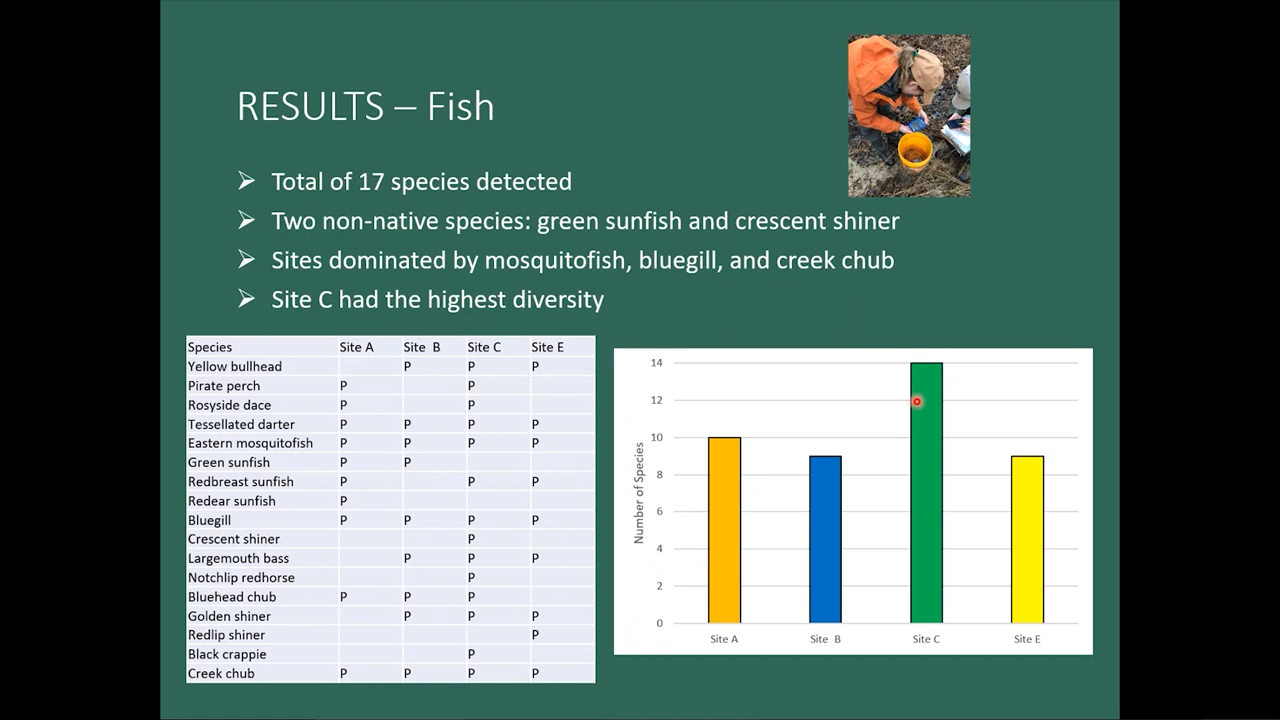 RESULTS – Fish
Total of 17 species detected
Two non-native species: green sunfish and crescent shiner
Sites dominated by mosquitofish, bluegill, and creek chub
Site C had the highest diversity
Species Site A Site B Site C Site E
Yellow bullhead P P P
Pirate perch P P
Rosyside dace P P
Tessellated darter P P P P
Eastern mosquitofish P P P P
Green sunfish P P
Redbreast sunfish P P P
Redear sunfish P
Bluegill P P P P
Crescent shiner P
Largemouth bass P P P
Notchlip redhorse P
Bluehead chub P P P
Golden shiner P P P
Redlip shiner P
Black crappie P
Creek chub P P P P
Number of Species
14
12
10
8
6
4
2
0
Site A Site B Site C Site E